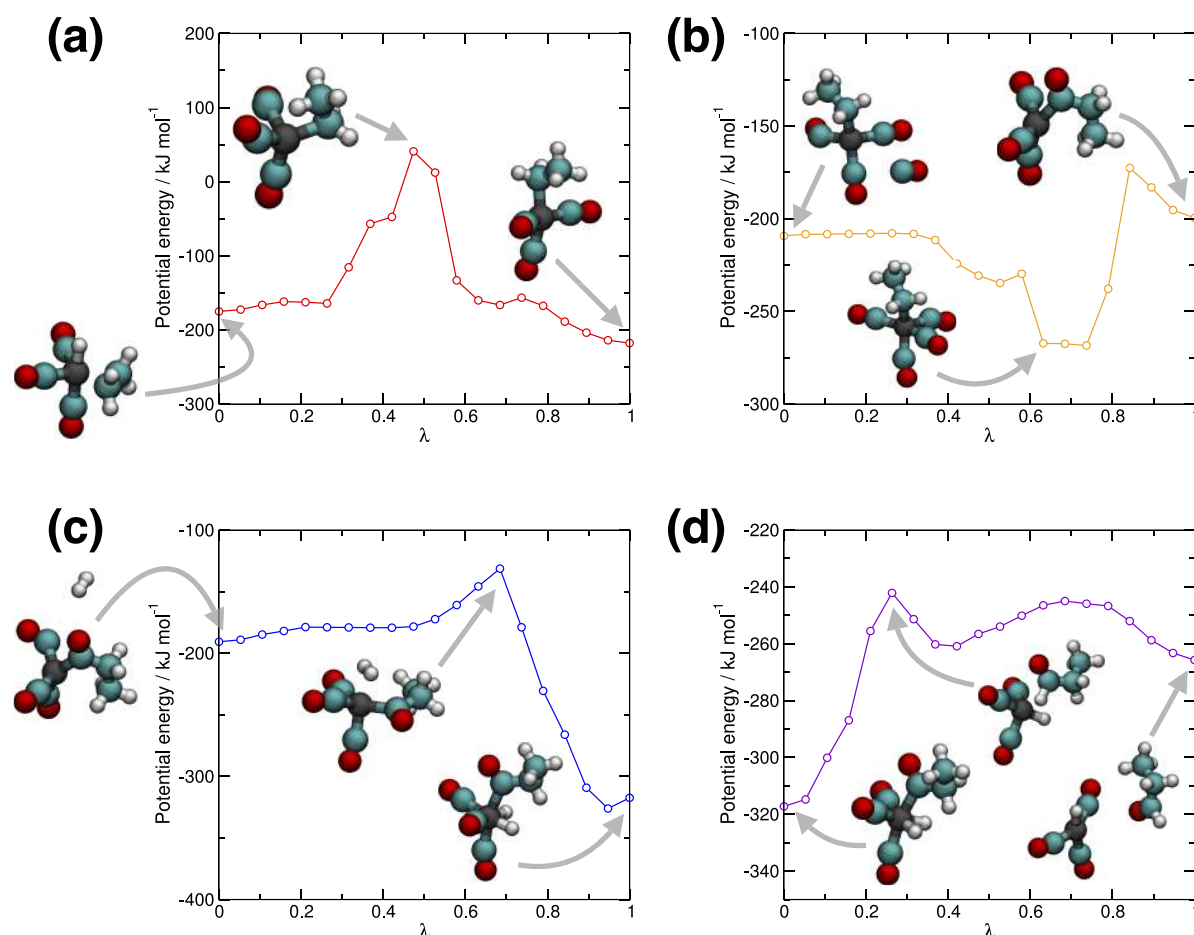 (a)
200
100
0
-100
-200
-300
Potential energy / kJ mol⁻¹
0 0.2 0.4 0.6 0.8 1
λ
(b)
-100
-150
-200
-250
-300
Potential energy / kJ mol⁻¹
0 0.2 0.4 0.6 0.8 1
λ
(c)
-100
-200
-300
-400
Potential energy / kJ mol⁻¹
0 0.2 0.4 0.6 0.8 1
λ
(d)
-220
-240
-260
-280
-300
-320
-340
Potential energy / kJ mol⁻¹
0 0.2 0.4 0.6 0.8 1
λ